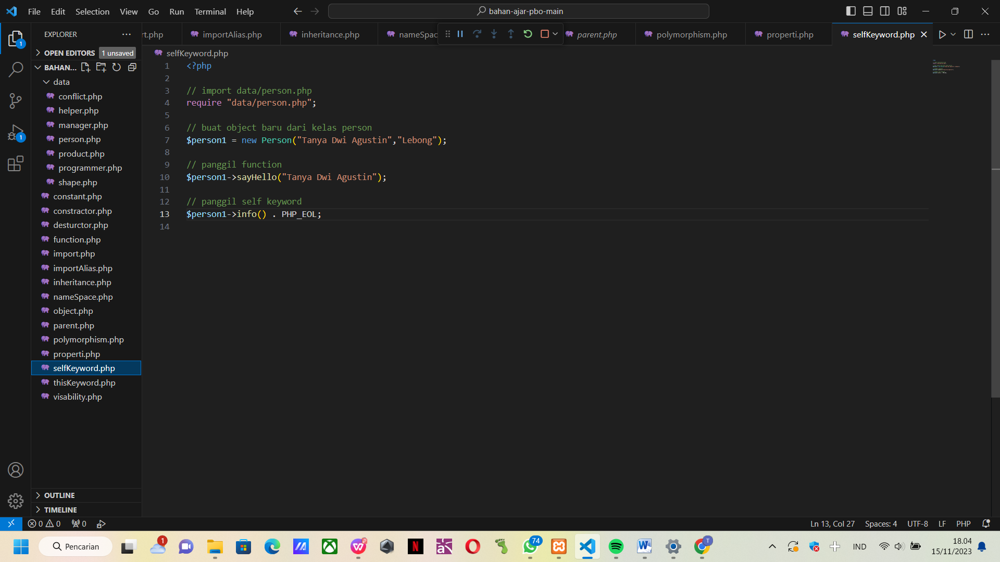 File Edit Selection View Go Run Terminal Help
bahan-ajar-pbo-main
EXPLORER
rt.php importAlias.php inheritance.php nameSpac parent.php polymorphism.php properti.php selfKeyword.php
OPEN EDITORS 1 unsaved
BAHAN...
data
conflict.php
helper.php
manager.php
person.php
product.php
programmer.php
shape.php
constant.php
constractor.php
desturctor.php
function.php
import.php
importAlias.php
inheritance.php
nameSpace.php
object.php
parent.php
polymorphism.php
properti.php
selfKeyword.php
thisKeyword.php
visability.php
OUTLINE
TIMELINE
1
1
selfKeyword.php
1 <?php
2
3 // import data/person.php
4 require "data/person.php";
5
6 // buat object baru dari kelas person
7 $person1 = new Person("Tanya Dwi Agustin","Lebong");
8
9 // panggil function
10 $person1->sayHello("Tanya Dwi Agustin");
11
12 // panggil self keyword
13 $person1->info() . PHP_EOL;
14
0 0 0
Ln 13, Col 27 Spaces: 4 UTF-8 LF PHP
Pencarian
1
74
T
IND
18.04
15/11/2023